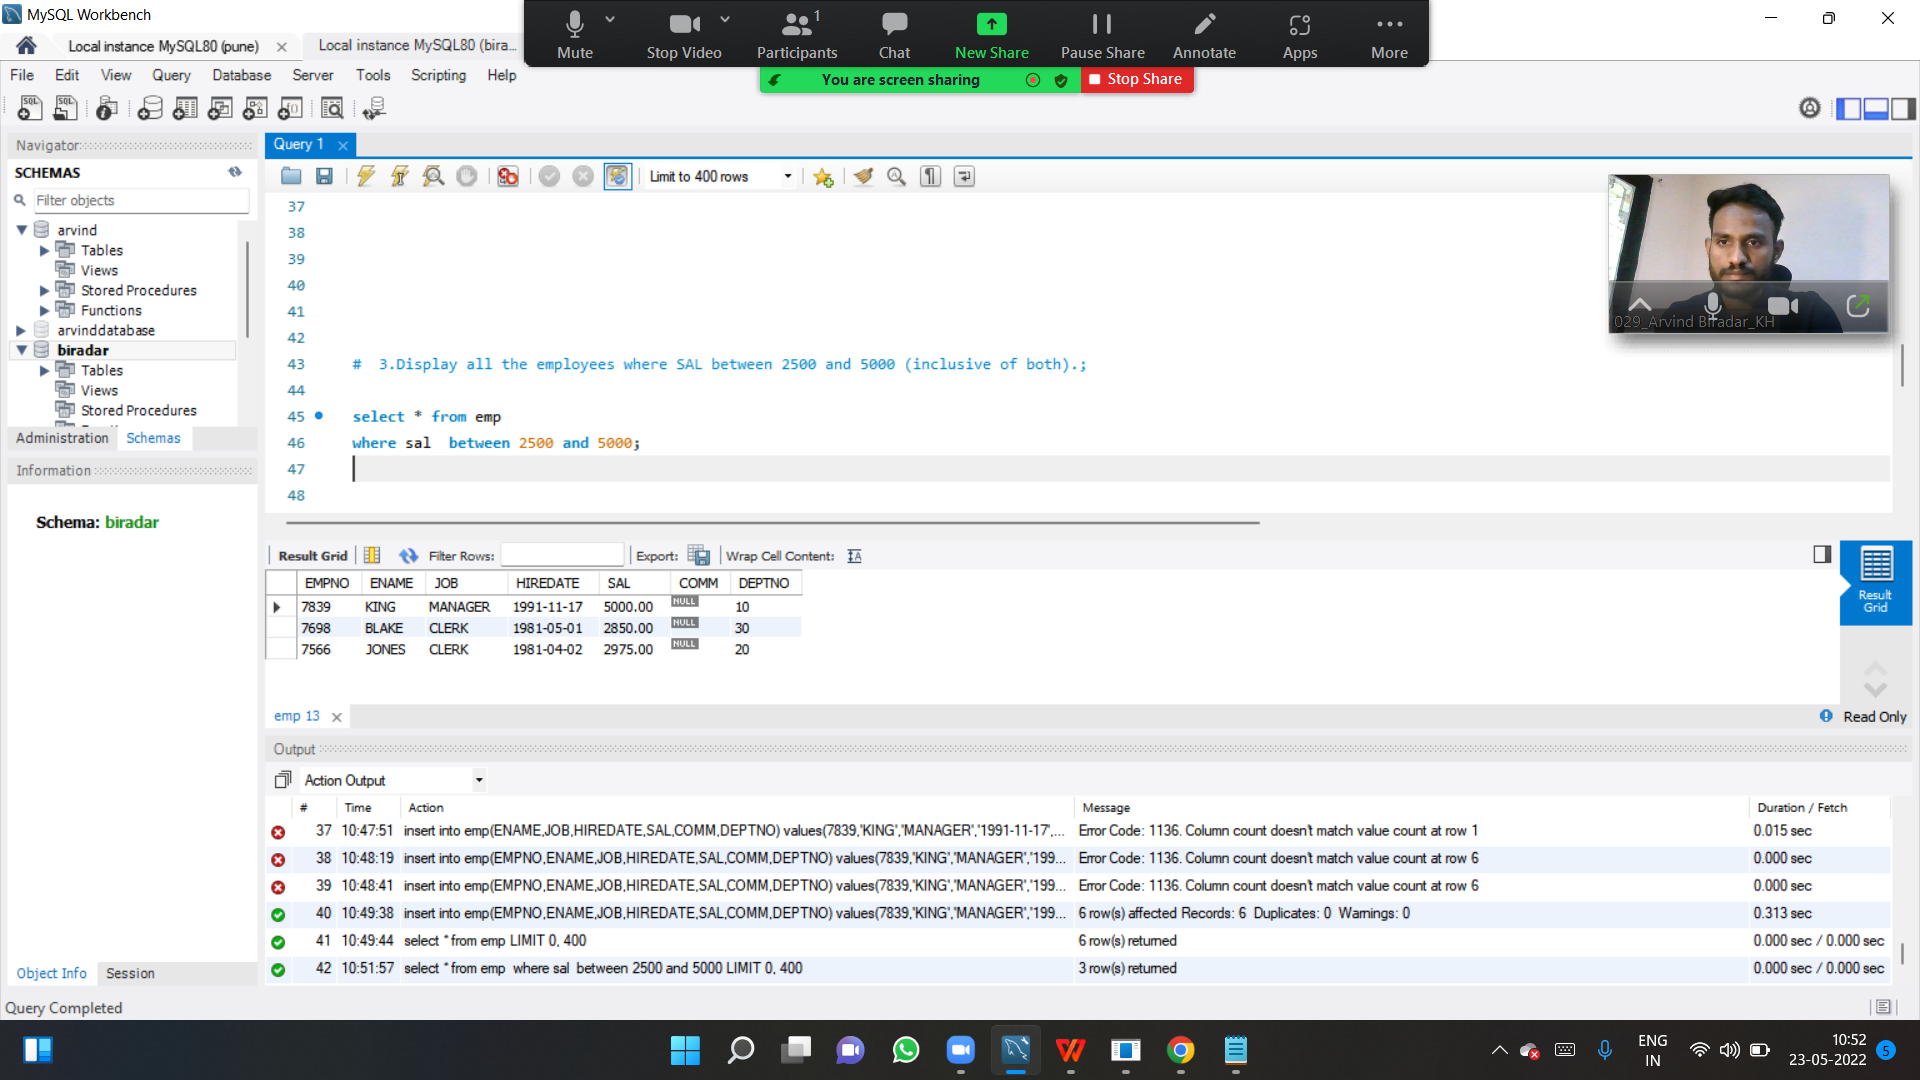 MySQL Workbench
Local instance MySQL80 (pune)
Local instance MySQL80 (bira...
Mute
Stop Video
Participants
1
Chat
New Share
Pause Share
Annotate
Apps
More
You are screen sharing
Stop Share
File Edit View Query Database Server Tools Scripting Help
Navigator
SCHEMAS
Filter objects
arvind
Tables
Views
Stored Procedures
Functions
arvinddatabase
biradar
Tables
Views
Stored Procedures
Administration Schemas
Information
Schema: biradar
Object Info Session
Query Completed
Query 1
Limit to 400 rows
37
38
39
40
41
42
43 # 3.Display all the employees where SAL between 2500 and 5000 (inclusive of both).;
44
45 select * from emp
46 where sal between 2500 and 5000;
47
48
029_Arvind Biradar_KH
Result Grid Filter Rows: Export: Wrap Cell Content:
EMPNO ENAME JOB HIREDATE SAL COMM DEPTNO
7839 KING MANAGER 1991-11-17 5000.00 NULL 10
7698 BLAKE CLERK 1981-05-01 2850.00 NULL 30
7566 JONES CLERK 1981-04-02 2975.00 NULL 20
Result
Grid
emp 13
Read Only
Output
Action Output
# Time Action Message Duration / Fetch
37 10:47:51 insert into emp(ENAME,JOB,HIREDATE,SAL,COMM,DEPTNO) values(7839,'KING','MANAGER','1991-11-17',... Error Code: 1136. Column count doesn't match value count at row 1 0.015 sec
38 10:48:19 insert into emp(EMPNO,ENAME,JOB,HIREDATE,SAL,COMM,DEPTNO) values(7839,'KING','MANAGER','199... Error Code: 1136. Column count doesn't match value count at row 6 0.000 sec
39 10:48:41 insert into emp(EMPNO,ENAME,JOB,HIREDATE,SAL,COMM,DEPTNO) values(7839,'KING','MANAGER','199... Error Code: 1136. Column count doesn't match value count at row 6 0.000 sec
40 10:49:38 insert into emp(EMPNO,ENAME,JOB,HIREDATE,SAL,COMM,DEPTNO) values(7839,'KING','MANAGER','199... 6 row(s) affected Records: 6 Duplicates: 0 Warnings: 0 0.313 sec
41 10:49:44 select * from emp LIMIT 0, 400 6 row(s) returned 0.000 sec / 0.000 sec
42 10:51:57 select * from emp where sal between 2500 and 5000 LIMIT 0, 400 3 row(s) returned 0.000 sec / 0.000 sec
ENG
IN
10:52
23-05-2022
5